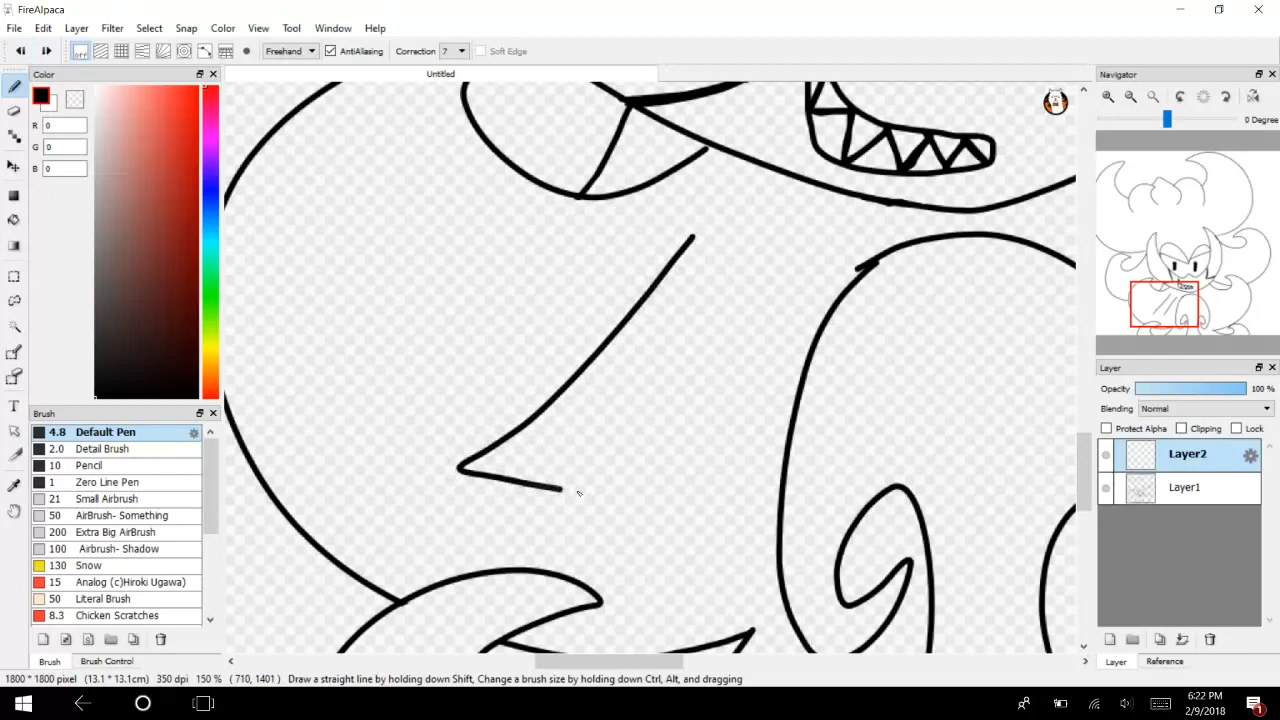 FireAlpaca
File Edit Layer Filter Select Snap Color View Tool Window Help
off Freehand AntiAliasing Correction 7 Soft Edge
Color Untitled Navigator
R 0
G 0
B 0
0 Degree
Layer
Opacity 100 %
Blending Normal
Protect Alpha Clipping Lock
Layer2
Layer1
Brush
4.8 Default Pen
2.0 Detail Brush
10 Pencil
1 Zero Line Pen
21 Small Airbrush
50 AirBrush- Something
200 Extra Big AirBrush
100 Airbrush- Shadow
130 Snow
15 Analog (c)Hiroki Ugawa)
50 Literal Brush
8.3 Chicken Scratches
Brush Brush Control Layer Reference
1800 * 1800 pixel (13.1 * 13.1cm) 350 dpi 150 % ( 710, 1401 ) Draw a straight line by holding down Shift, Change a brush size by holding down Ctrl, Alt, and dragging
6:22 PM
2/9/2018
1